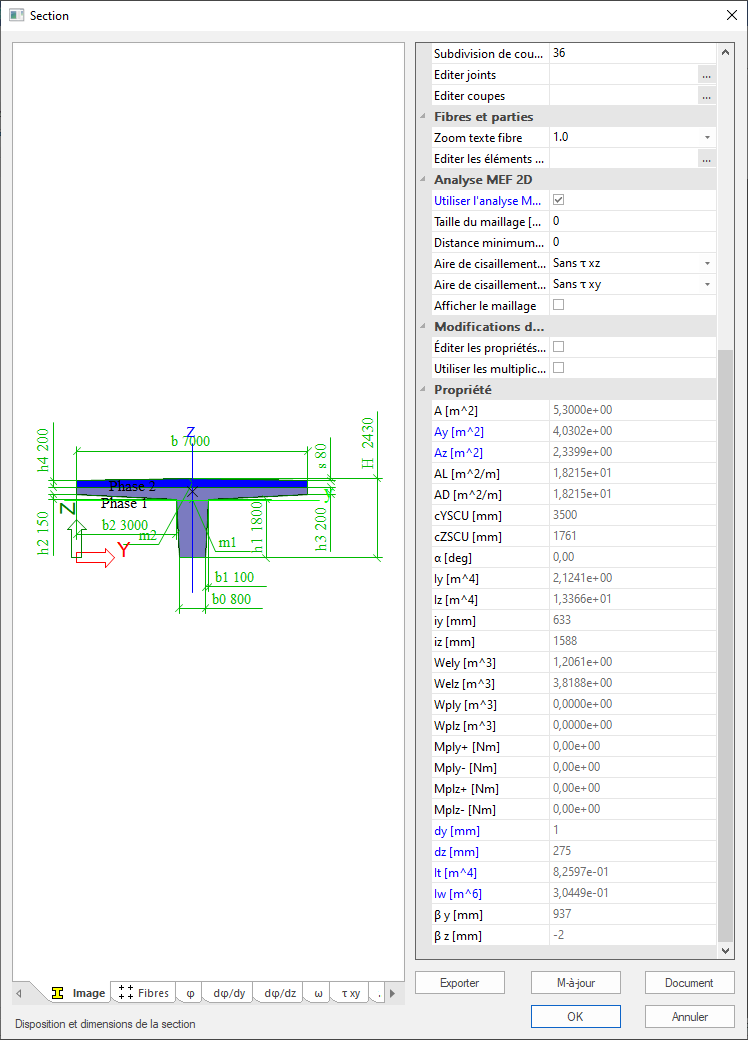 Section
b 7000
Z
h4 200
s 80
H 2430
Phase 2
Phase 1
Z
y
b2 3000
m2
m1
h1 1800
h3 200
h2 150
Y
b1 100
b0 800
Image
Fibres
φ
dφ/dy
dφ/dz
ω
τ xy
.
Disposition et dimensions de la section
Subdivision de cou... 36
Editer joints ...
Editer coupes ...
Fibres et parties
Zoom texte fibre 1.0
Editer les éléments ... ...
Analyse MEF 2D
Utiliser l'analyse M...
Taille du maillage [... 0
Distance minimum... 0
Aire de cisaillement... Sans τ xz
Aire de cisaillement... Sans τ xy
Afficher le maillage
Modifications d...
Éditer les propriétés...
Utiliser les multiplic...
Propriété
A [m^2] 5,3000e+00
Ay [m^2] 4,0302e+00
Az [m^2] 2,3399e+00
AL [m^2/m] 1,8215e+01
AD [m^2/m] 1,8215e+01
cYSCU [mm] 3500
cZSCU [mm] 1761
α [deg] 0,00
Iy [m^4] 2,1241e+00
Iz [m^4] 1,3366e+01
iy [mm] 633
iz [mm] 1588
Wely [m^3] 1,2061e+00
Welz [m^3] 3,8188e+00
Wply [m^3] 0,0000e+00
Wplz [m^3] 0,0000e+00
Mply+ [Nm] 0,00e+00
Mply- [Nm] 0,00e+00
Mplz+ [Nm] 0,00e+00
Mplz- [Nm] 0,00e+00
dy [mm] 1
dz [mm] 275
It [m^4] 8,2597e-01
Iw [m^6] 3,0449e-01
β y [mm] 937
β z [mm] -2
Exporter
M-à-jour
Document
OK
Annuler